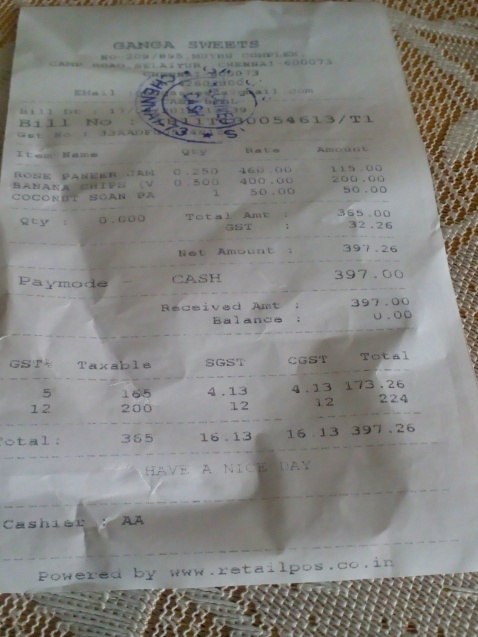 GANGA SWEETS
CAMP ROAD, SELAIYUR, CHENNAI-600073
Bill No :
Gst No :
Item Name Qty Rate Amount
ROSE PANEER JAM 0.250 460.00 115.00
BANANA CHIPS (V 0.500 400.00 200.00
COCONUT SOAN PA 1 50.00 50.00
Qty : 0.000 Total Amt : 365.00
GST : 32.26
Net Amount : 397.26
Paymode - CASH 397.00
Received Amt : 397.00
Balance : 0.00
GST% Taxable SGST CGST Total
5 165 4.13 4.13 173.26
12 200 12 12 224
Total: 365 16.13 16.13 397.26
HAVE A NICE DAY
Cashier : AA
Powered by www.retailpos.co.in